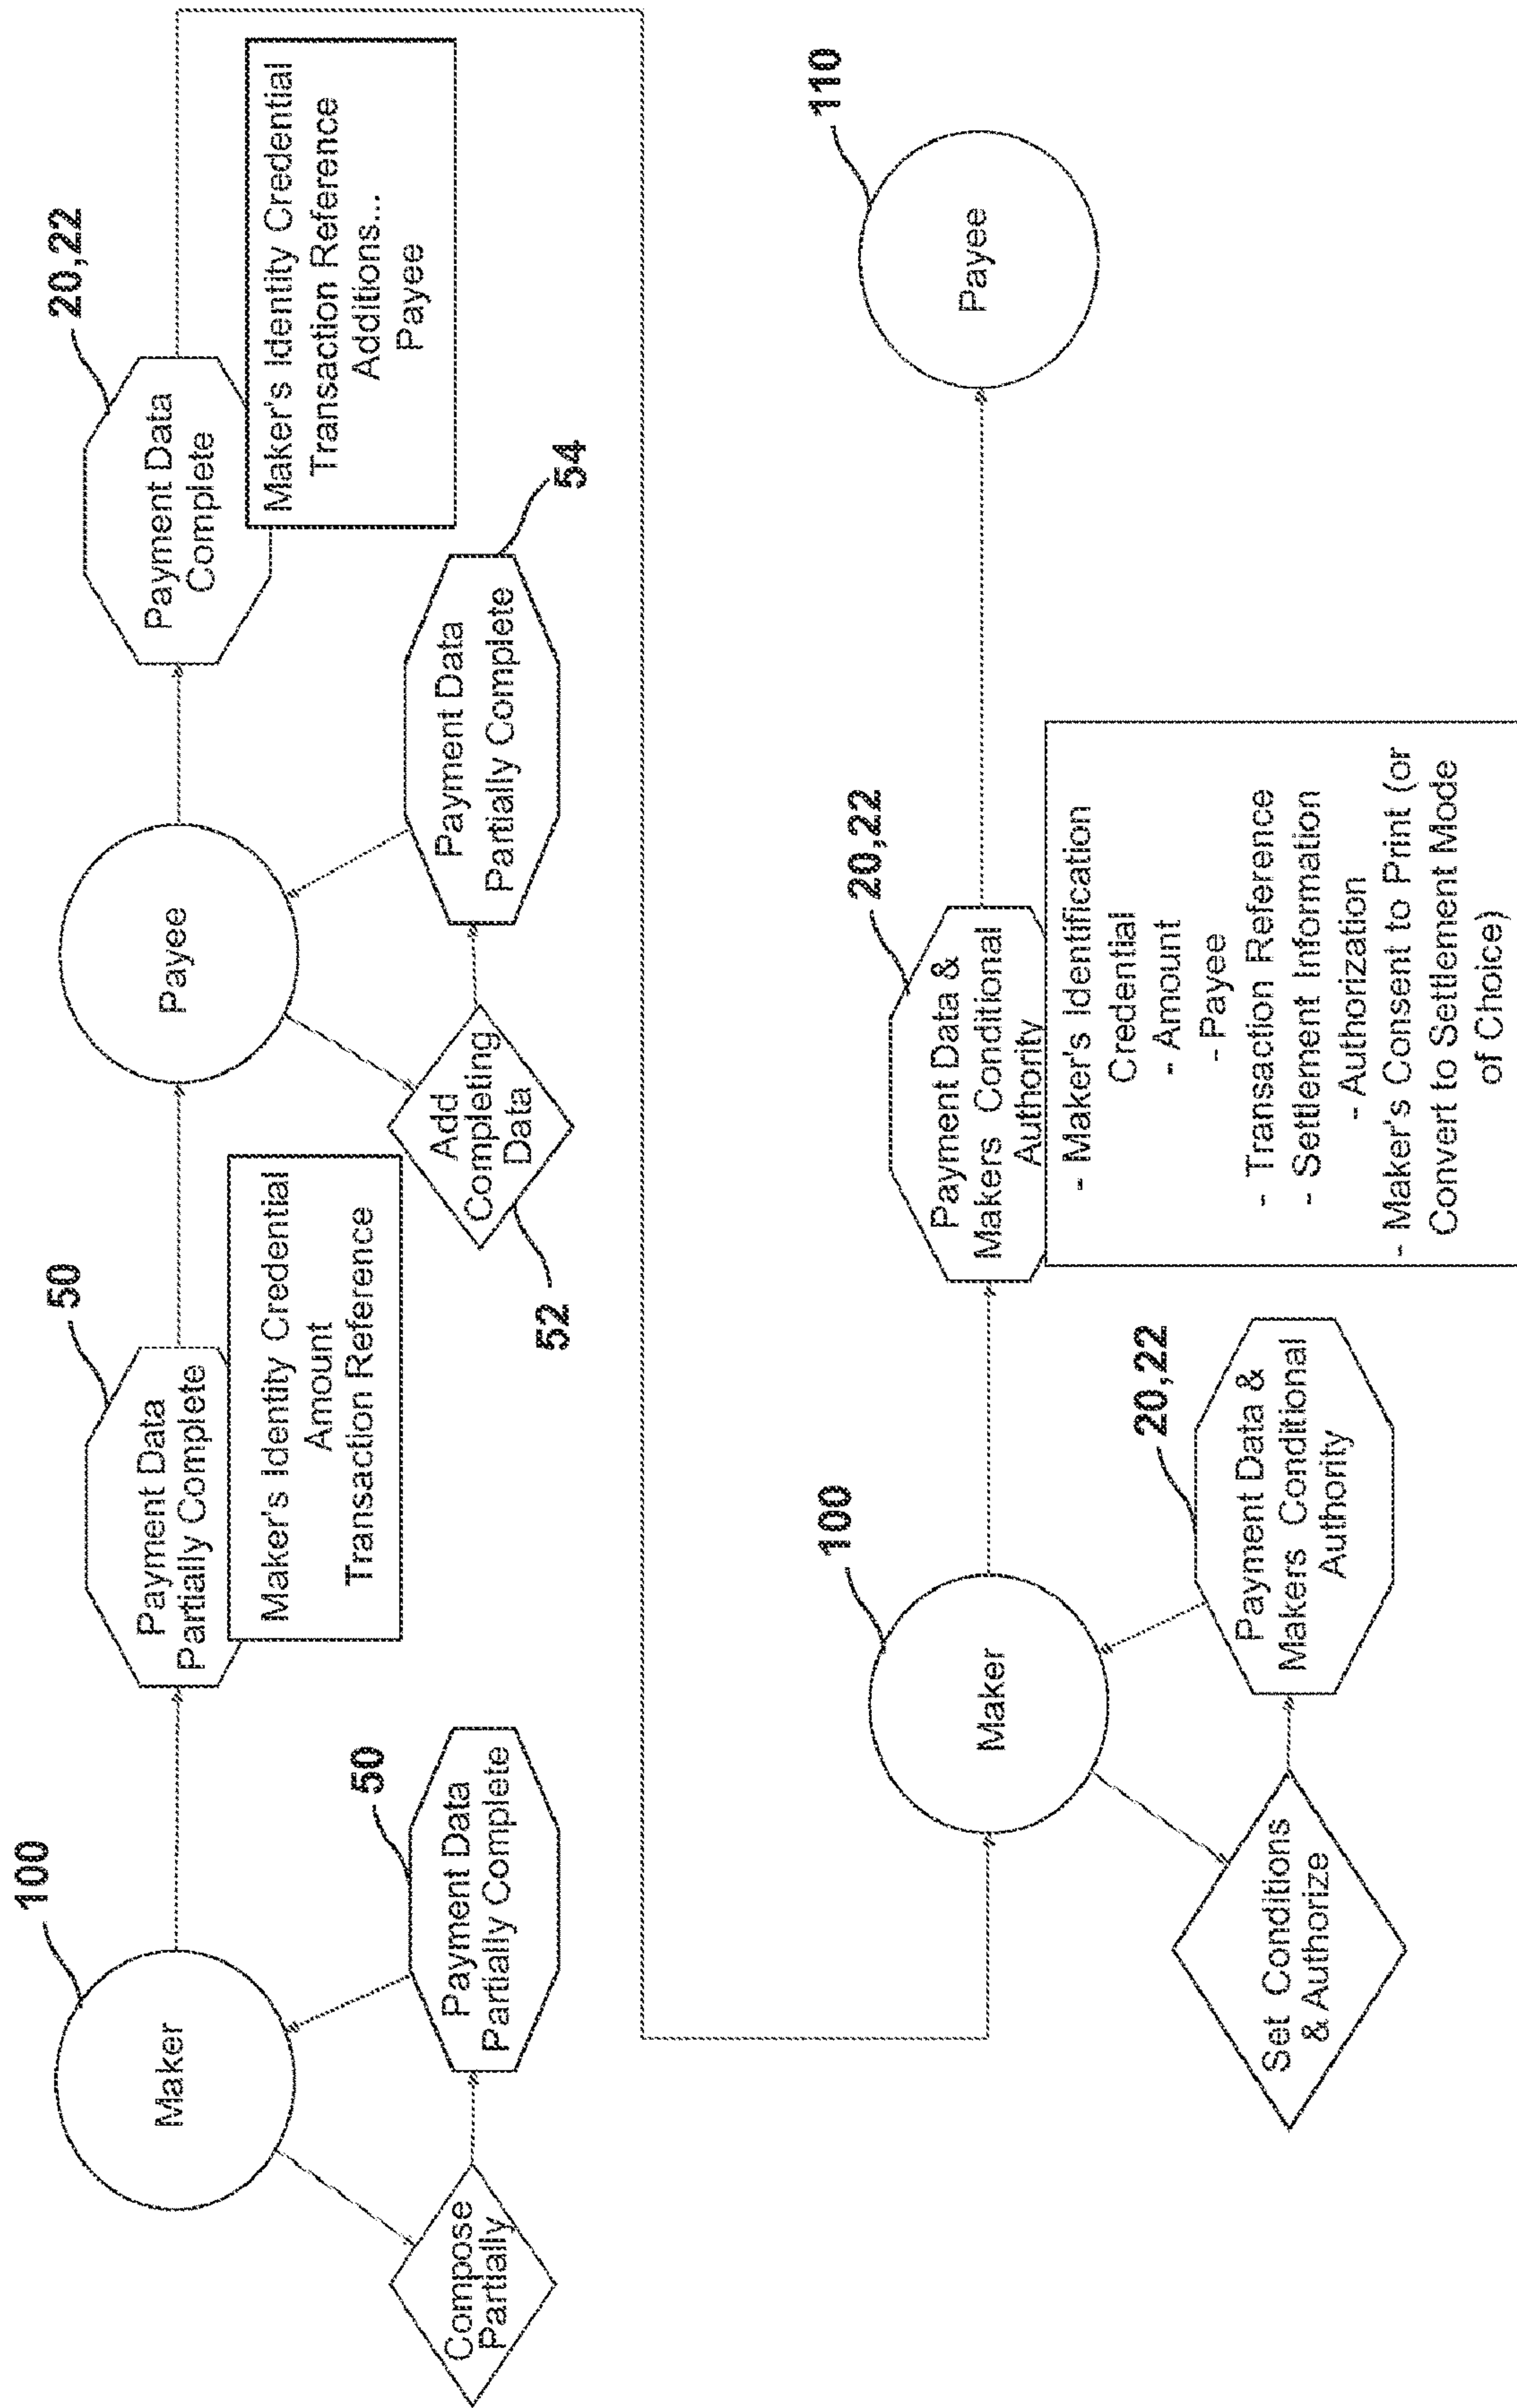 100
Maker
Compose
Partially
50
Payment Data
Partially Complete
50
Payment Data
Partially Complete
Maker's Identity Credential
Amount
Transaction Reference
Payee
52
Add
Completing
Data
54
Payment Data
Partially Complete
20,22
Payment Data
Complete
Maker's Identity Credential
Transaction Reference
Additions...
Payee
100
Maker
Set Conditions
& Authorize
20,22
Payment Data &
Makers Conditional
Authority
20,22
Payment Data &
Makers Conditional
Authority
- Maker's Identification
Credential
- Amount
- Payee
- Transaction Reference
- Settlement Information
- Authorization
- Maker's Consent to Print (or
Convert to Settlement Mode
of Choice)
110
Payee